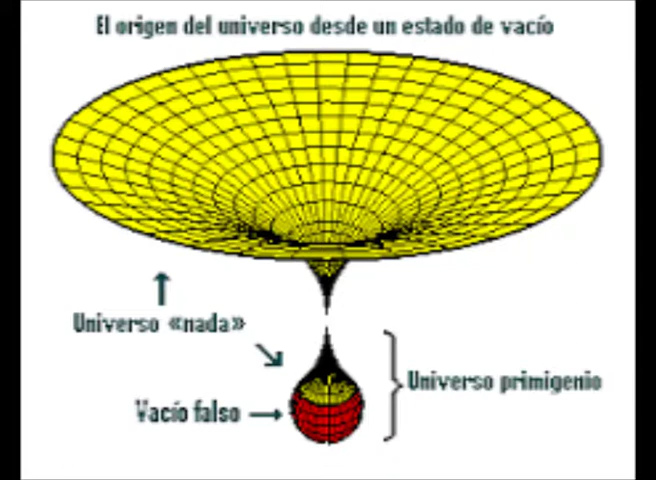 El origen del universo desde un estado de vacío
Universo «nada»
Universo primigenio
Vacío falso